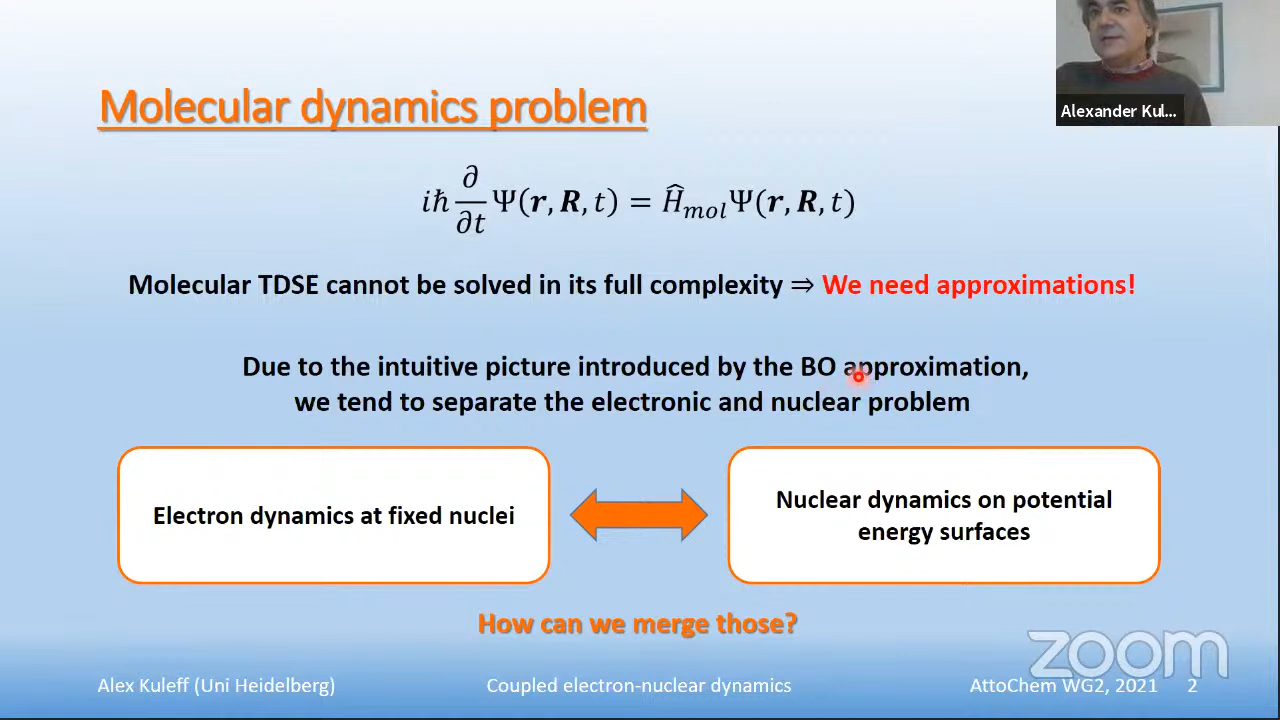 Alexander Kul...
Molecular dynamics problem
iħ ∂/∂t Ψ(r, R, t) = Ĥ_mol Ψ(r, R, t)
Molecular TDSE cannot be solved in its full complexity ⇒ We need approximations!
Due to the intuitive picture introduced by the BO approximation,
we tend to separate the electronic and nuclear problem
Electron dynamics at fixed nuclei
Nuclear dynamics on potential
energy surfaces
How can we merge those?
zoom
Alex Kuleff (Uni Heidelberg) Coupled electron-nuclear dynamics AttoChem WG2, 2021 2